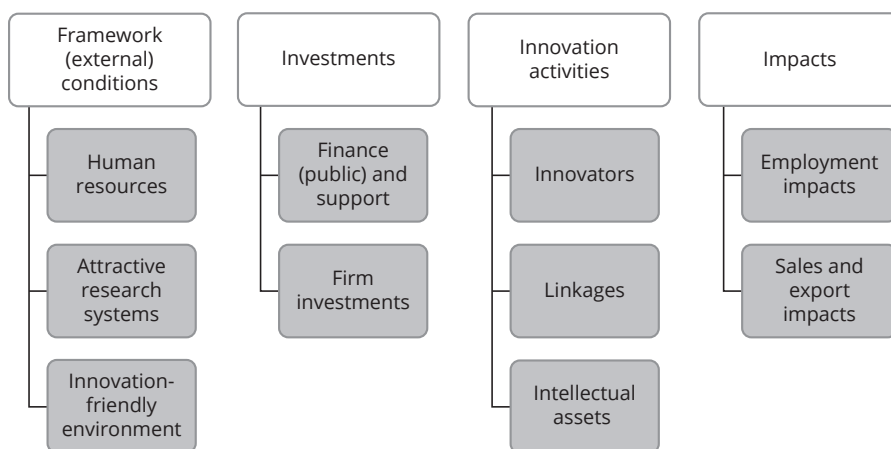 Framework
(external)
conditions
Human
resources
Attractive
research
systems
Innovation-
friendly
environment
Investments
Finance
(public) and
support
Firm
investments
Innovation
activities
Innovators
Linkages
Intellectual
assets
Impacts
Employment
impacts
Sales and
export
impacts